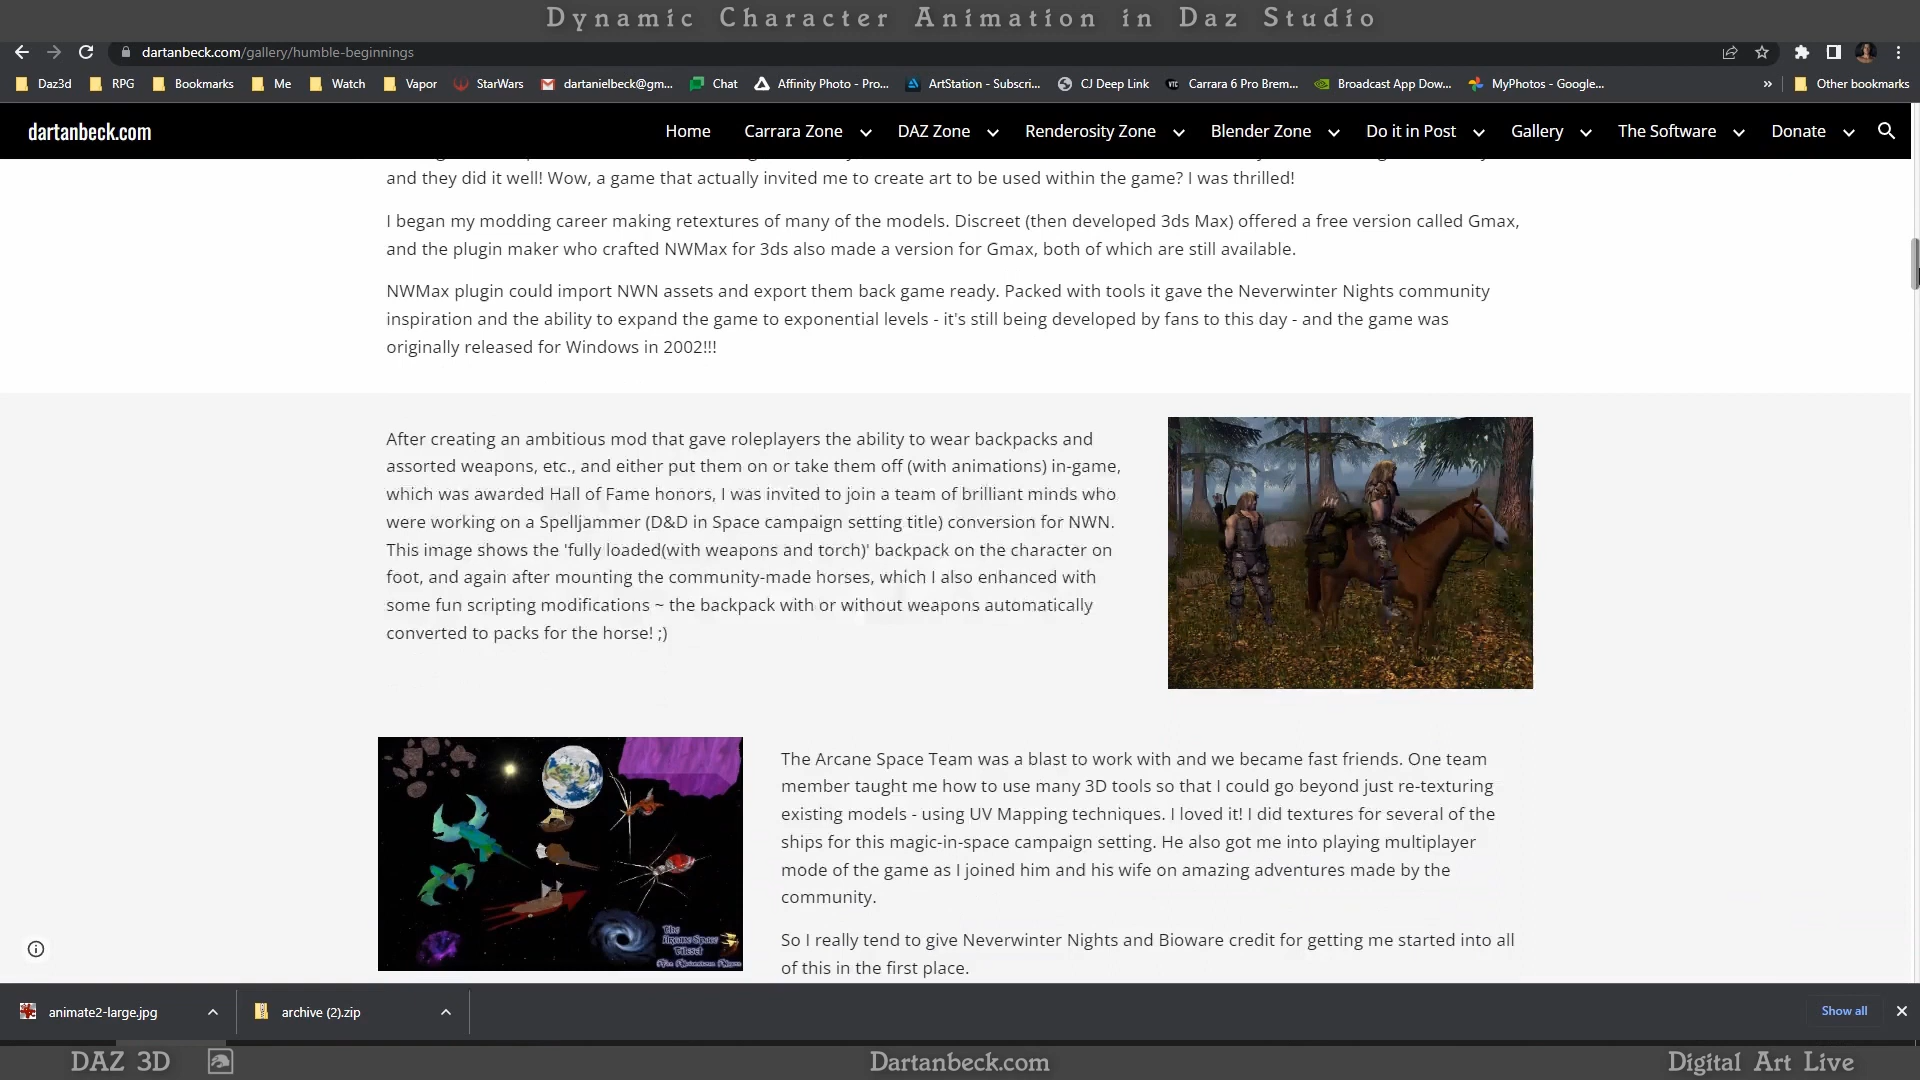 Dynamic Character Animation in Daz Studio
dartanbeck.com/gallery/humble-beginnings
Daz3d RPG Bookmarks Me Watch Vapor StarWars dartanielbeck@gm... Chat Affinity Photo - Pro... ArtStation - Subscri... CJ Deep Link Carrara 6 Pro Brem... Broadcast App Dow... MyPhotos - Google... » Other bookmarks
dartanbeck.com Home Carrara Zone DAZ Zone Renderosity Zone Blender Zone Do it in Post Gallery The Software Donate
and they did it well! Wow, a game that actually invited me to create art to be used within the game? I was thrilled!
I began my modding career making retextures of many of the models. Discreet (then developed 3ds Max) offered a free version called Gmax,
and the plugin maker who crafted NWMax for 3ds also made a version for Gmax, both of which are still available.
NWMax plugin could import NWN assets and export them back game ready. Packed with tools it gave the Neverwinter Nights community
inspiration and the ability to expand the game to exponential levels - it's still being developed by fans to this day - and the game was
originally released for Windows in 2002!!!
After creating an ambitious mod that gave roleplayers the ability to wear backpacks and
assorted weapons, etc., and either put them on or take them off (with animations) in-game,
which was awarded Hall of Fame honors, I was invited to join a team of brilliant minds who
were working on a Spelljammer (D&D in Space campaign setting title) conversion for NWN.
This image shows the 'fully loaded(with weapons and torch)' backpack on the character on
foot, and again after mounting the community-made horses, which I also enhanced with
some fun scripting modifications ~ the backpack with or without weapons automatically
converted to packs for the horse! ;)
The Arcane Space Team was a blast to work with and we became fast friends. One team
member taught me how to use many 3D tools so that I could go beyond just re-texturing
existing models - using UV Mapping techniques. I loved it! I did textures for several of the
ships for this magic-in-space campaign setting. He also got me into playing multiplayer
mode of the game as I joined him and his wife on amazing adventures made by the
community.
So I really tend to give Neverwinter Nights and Bioware credit for getting me started into all
of this in the first place.
The
Arcane Space
Tileset
animate2-large.jpg archive (2).zip Show all
DAZ 3D Dartanbeck.com Digital Art Live